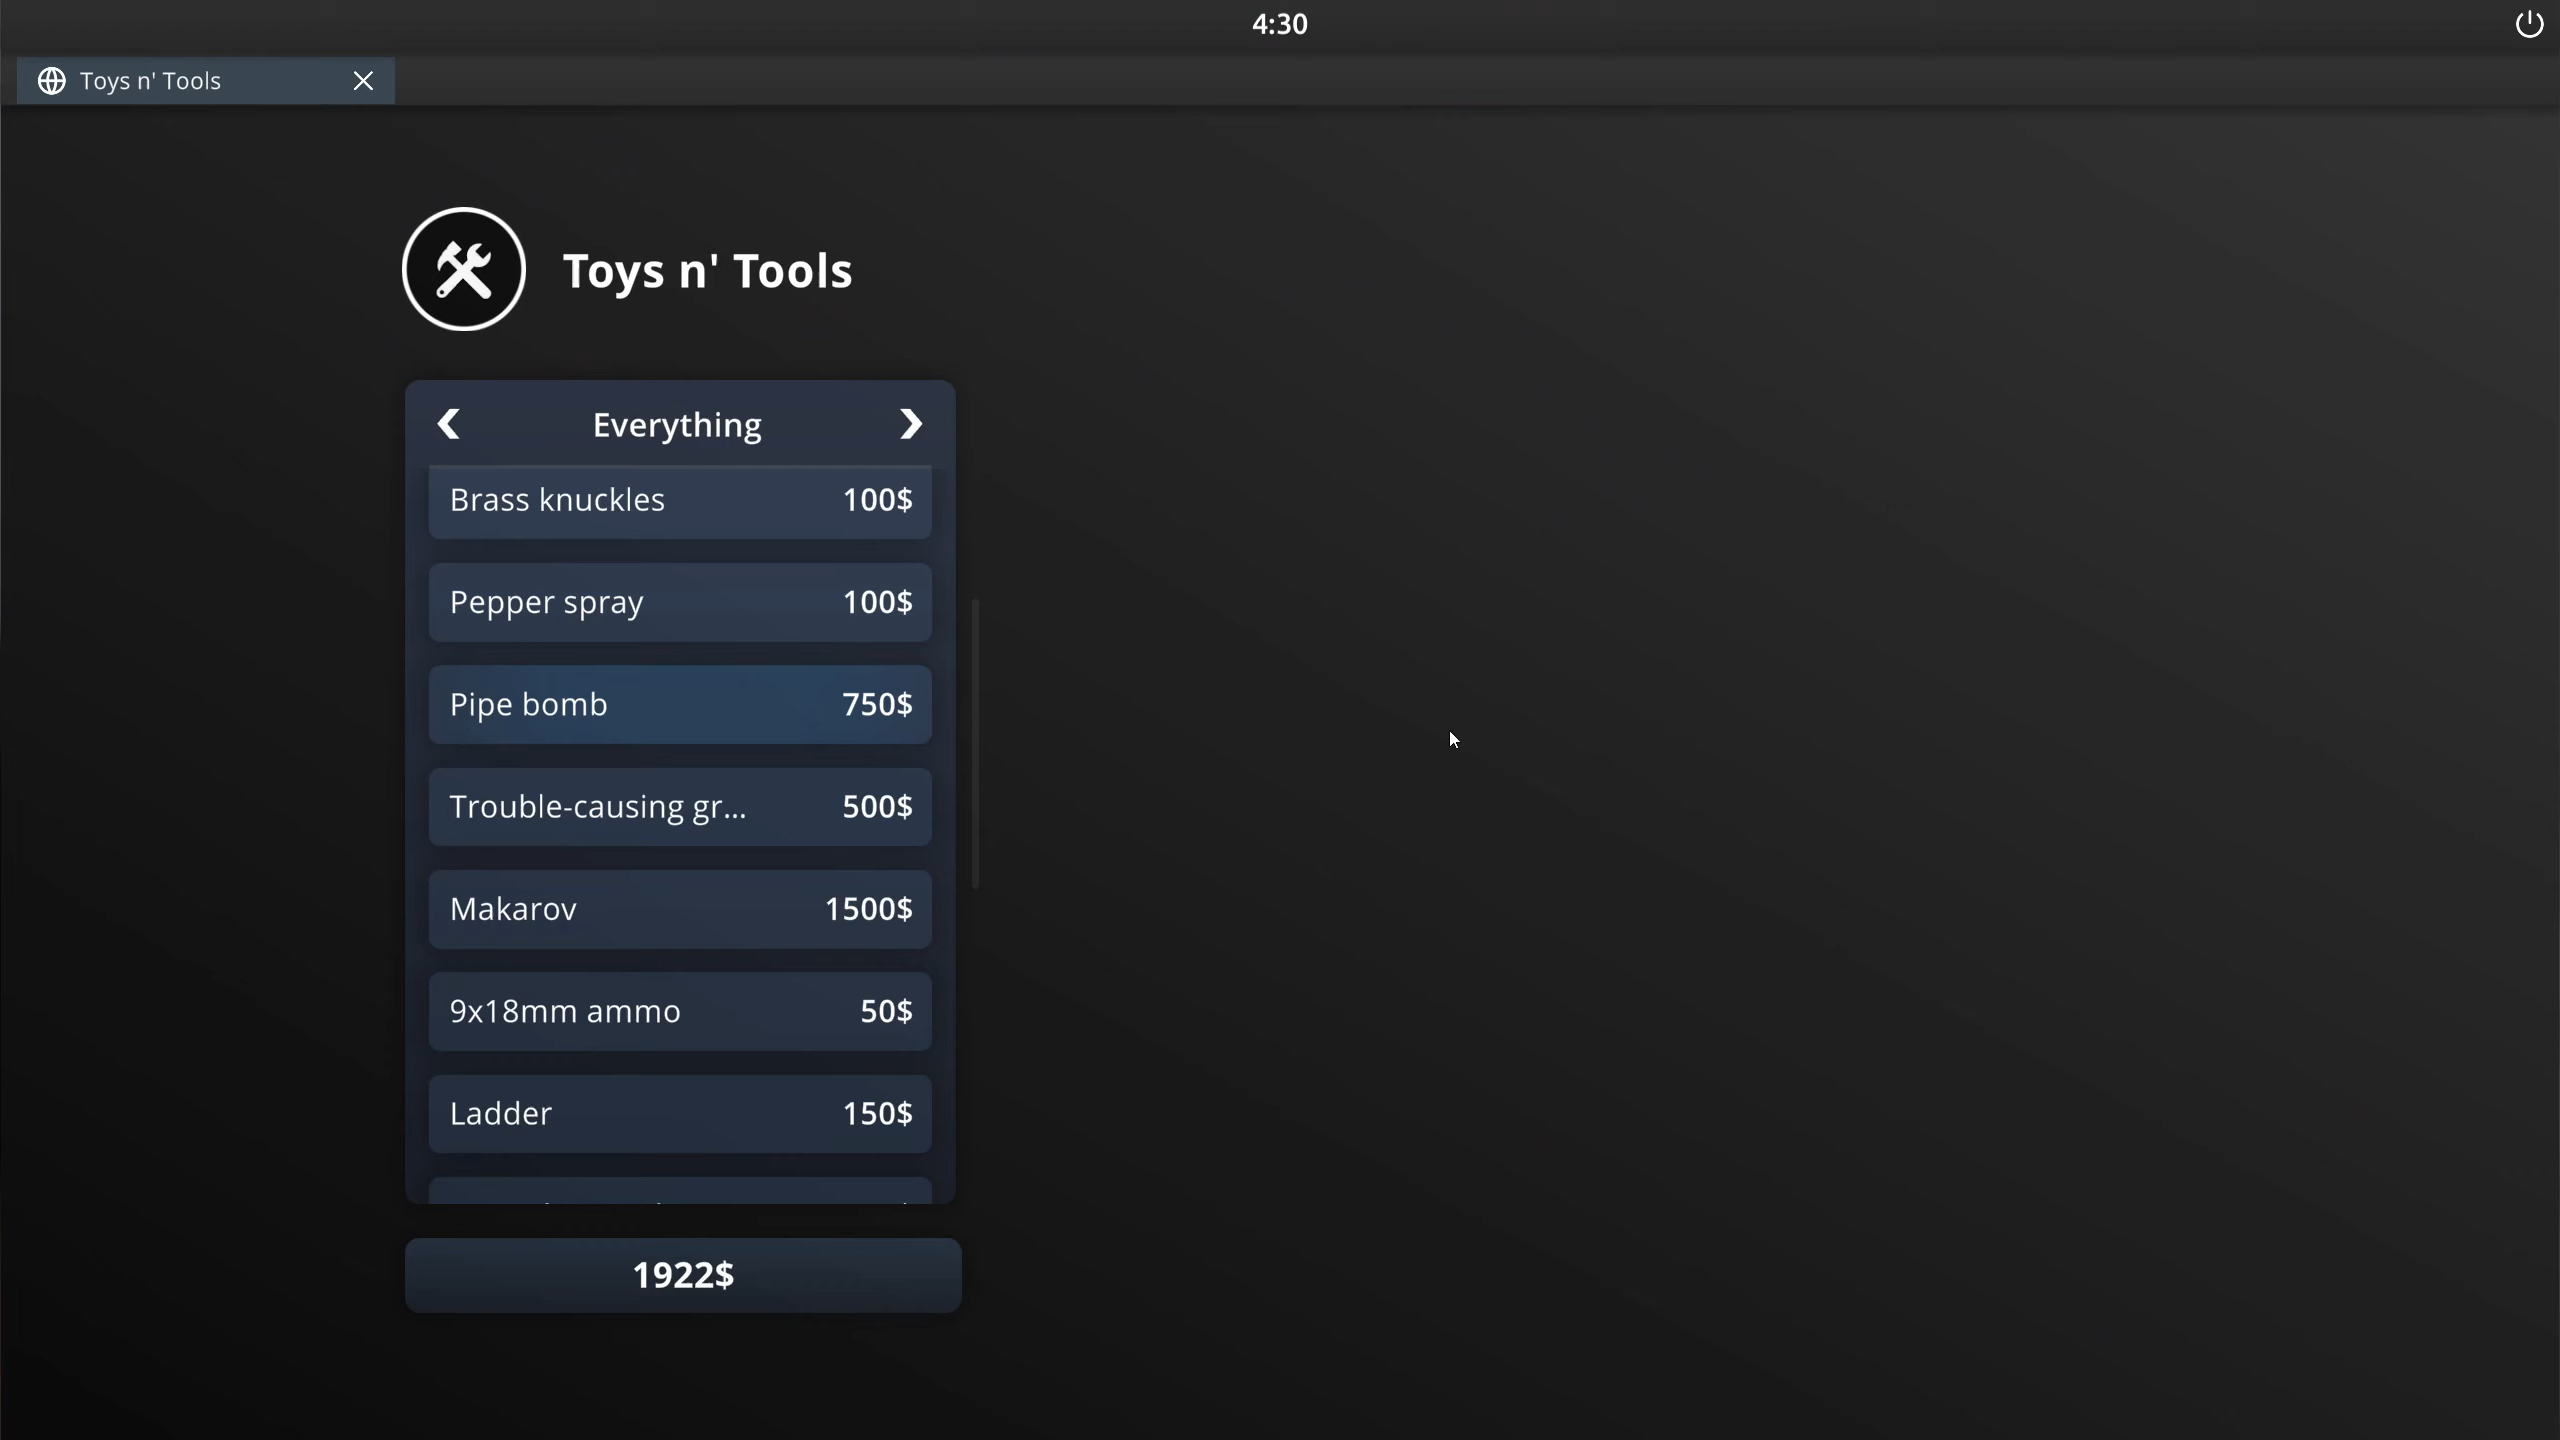 4:30
Toys n' Tools
Toys n' Tools
Everything
Brass knuckles 100$
Pepper spray 100$
Pipe bomb 750$
Trouble-causing gr... 500$
Makarov 1500$
9x18mm ammo 50$
Ladder 150$
1922$